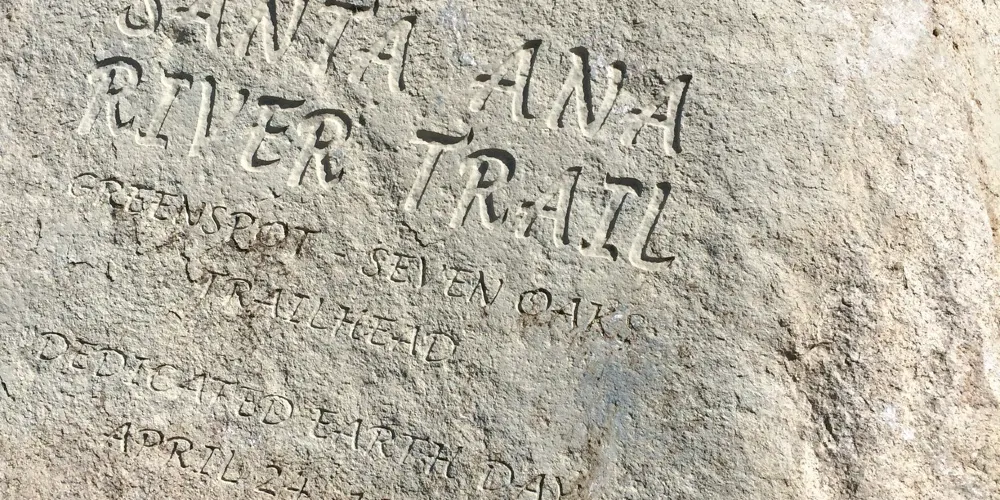 SANTA ANA
RIVER TRAIL
GREENSPOT - SEVEN OAKS
TRAILHEAD
DEDICATED EARTH DAY
APRIL 24